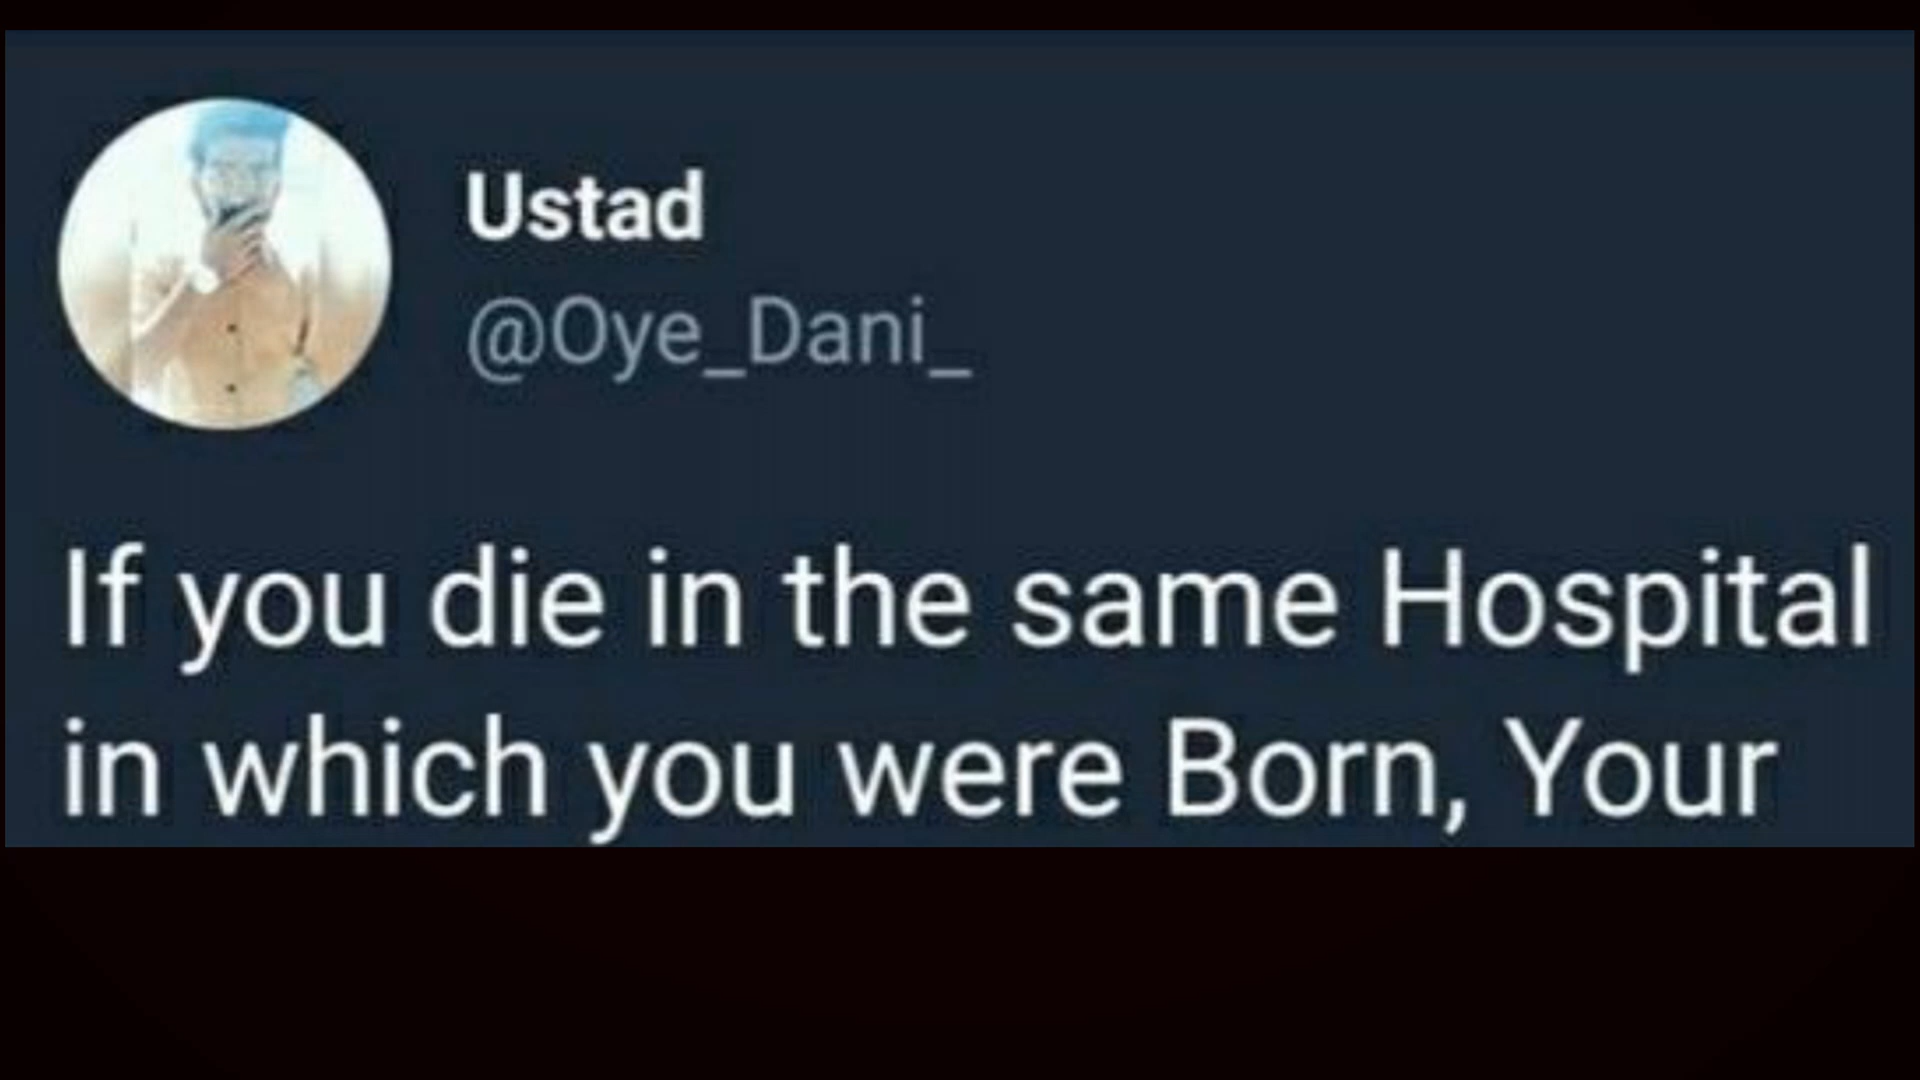 Ustad
@Oye_Dani_
If you die in the same Hospital
in which you were Born, Your